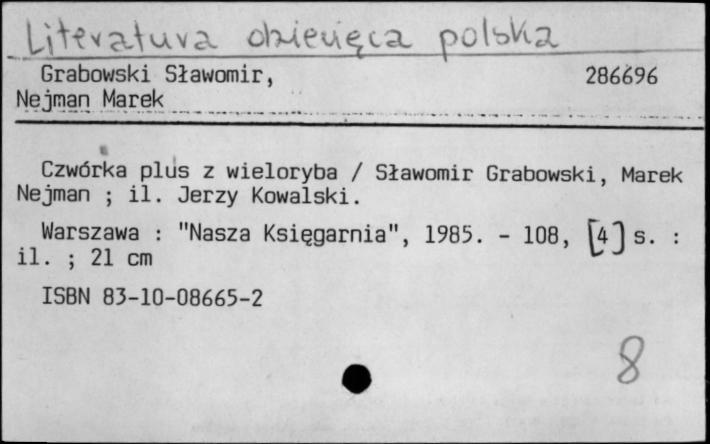 Literatura dziecięca polska
Grabowski Sławomir, 286696
Nejman Marek
Czwórka plus z wieloryba / Sławomir Grabowski, Marek
Nejman ; il. Jerzy Kowalski.
Warszawa : "Nasza Księgarnia", 1985. - 108, [4] s. :
il. ; 21 cm
ISBN 83-10-08665-2
8